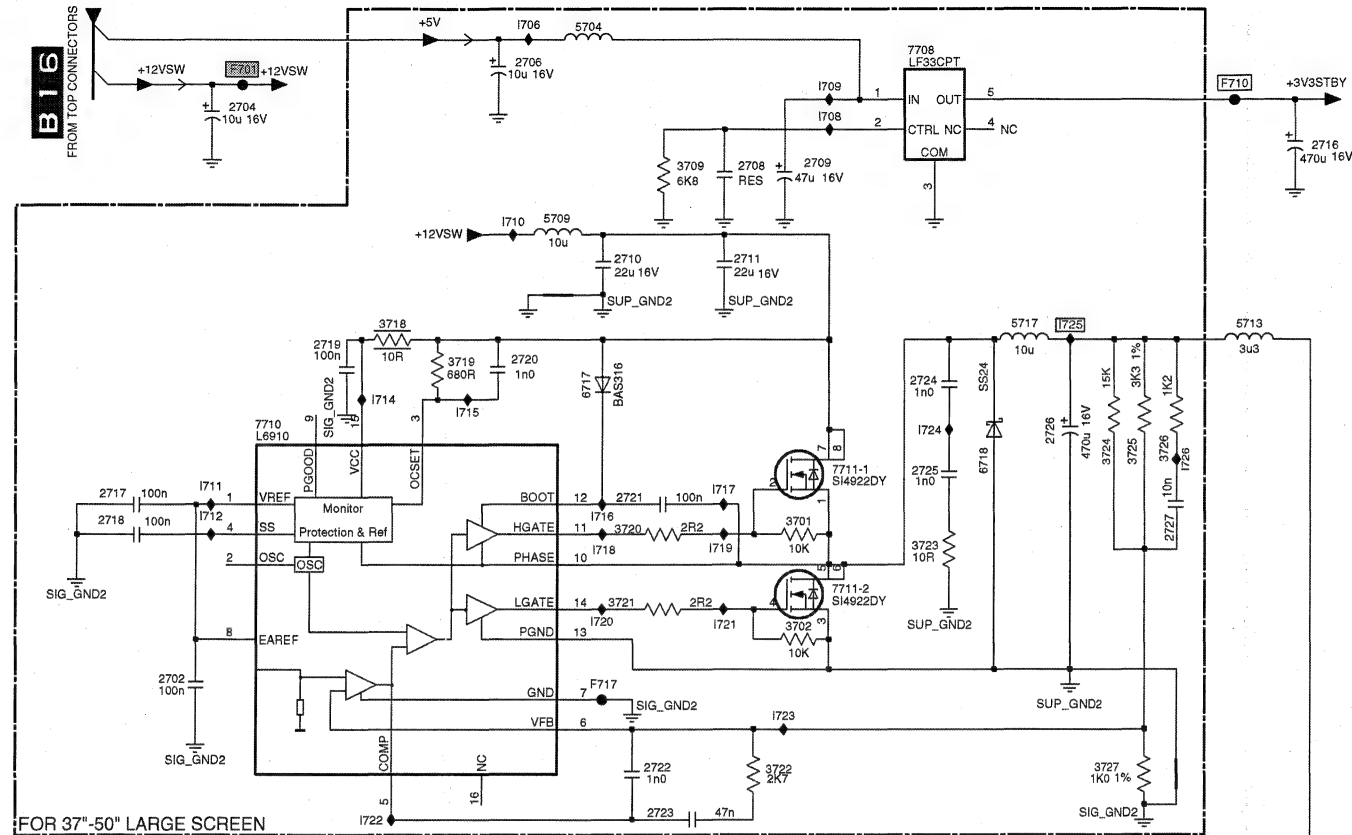 B16
FROM TOP CONNECTORS
+5V
I706
5704
2706
10u 16V
+12VSW
F701
+12VSW
2704
10u 16V
7708
LF33CPT
I709
1
IN
OUT
5
F710
+3V3STBY
I708
2
CTRL
NC
4
NC
COM
3
3709
6K8
2708
RES
2709
47u 16V
2716
470u 16V
+12VSW
I710
5709
10u
2710
22u 16V
2711
22u 16V
SUP_GND2
SUP_GND2
2719
100n
SIG_GND2
3718
10R
3719
680R
2720
1n0
I714
I715
6717
BAS316
7710
L6910
9
15
3
PGOOD
VCC
OCSET
2717
100n
I711
1
VREF
2718
100n
I712
4
SS
2
OSC
OSC
Monitor
Protection & Ref
SIG_GND2
8
EAREF
2702
100n
SIG_GND2
BOOT
12
I716
2721
100n
I717
HGATE
11
I718
3720
2R2
I719
PHASE
10
LGATE
14
I720
3721
2R2
I721
PGND
13
GND
7
F717
SIG_GND2
VFB
6
COMP
5
I722
NC
16
7
8
7711-1
SI4922DY
2
1
3701
10K
5
6
7711-2
SI4922DY
4
3
3702
10K
2724
1n0
I724
2725
1n0
3723
10R
SUP_GND2
SS24
6718
5717
10u
I725
2726
470u 16V
15K
3724
3K3 1%
3725
1K2
3726
I726
10n
2727
5713
3u3
SUP_GND2
I723
2722
1n0
3722
2K7
2723
47n
3727
1K0 1%
SIG_GND2
FOR 37"-50" LARGE SCREEN